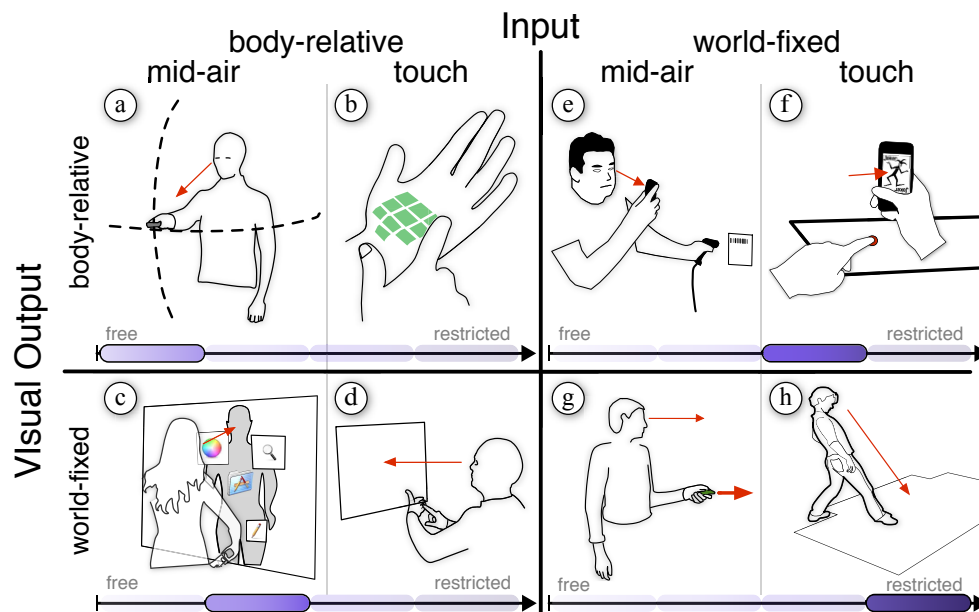 Input
body-relative
world-fixed
mid-air
touch
mid-air
touch
VIsual Output
body-relative
a
b
e
f
free
restricted
free
restricted
world-fixed
c
d
g
h
free
restricted
free
restricted